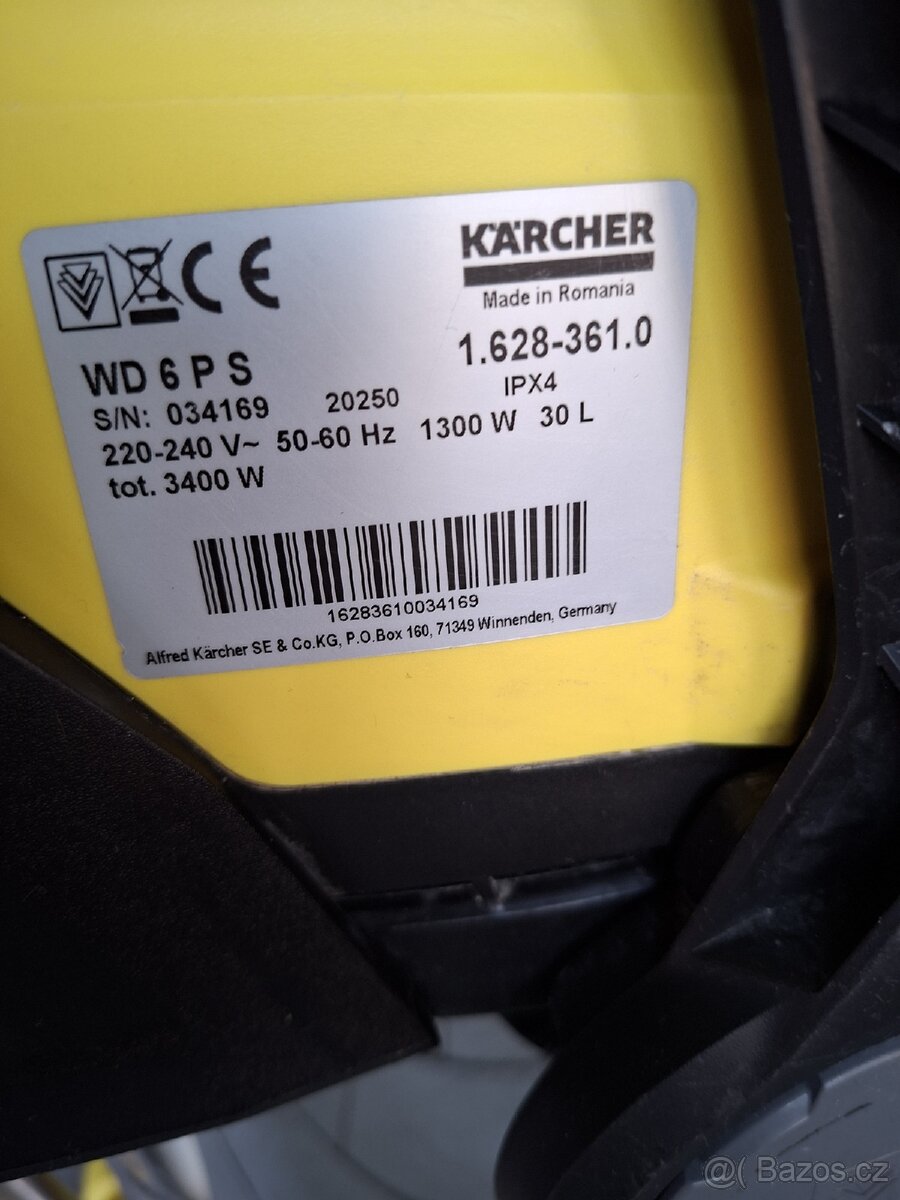 CE
KÄRCHER
Made in Romania
WD 6 P S
1.628-361.0
S/N: 034169 20250 IPX4
220-240 V~ 50-60 Hz 1300 W 30 L
tot. 3400 W
16283610034169
Alfred Kärcher SE & Co.KG, P.O.Box 160, 71349 Winnenden, Germany
@( Bazos.cz